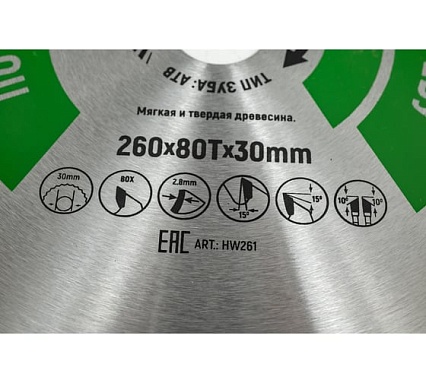 ТИП ЗУБА: ATB
Мягкая и твердая древесина.
260x80Tx30mm
30mm 80X 2.8mm 15° 15° 10° 30°
EAC ART.: HW261